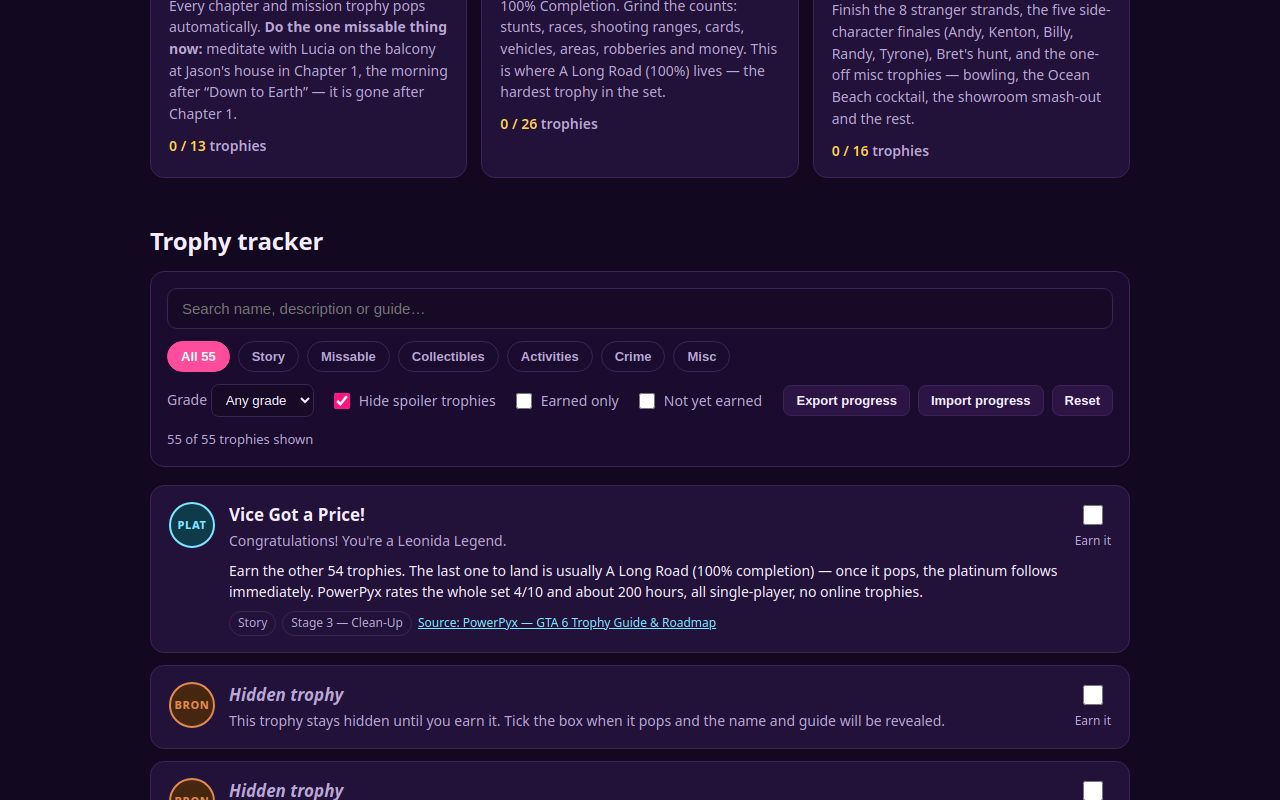 Every chapter and mission trophy pops
automatically. Do the one missable thing
now: meditate with Lucia on the balcony
at Jason's house in Chapter 1, the morning
after “Down to Earth” — it is gone after
Chapter 1.
0 / 13 trophies
100% Completion. Grind the counts:
stunts, races, shooting ranges, cards,
vehicles, areas, robberies and money. This
is where A Long Road (100%) lives — the
hardest trophy in the set.
0 / 26 trophies
Finish the 8 stranger strands, the five side-
character finales (Andy, Kenton, Billy,
Randy, Tyrone), Bret's hunt, and the one-
off misc trophies — bowling, the Ocean
Beach cocktail, the showroom smash-out
and the rest.
0 / 16 trophies
Trophy tracker
Search name, description or guide…
All 55 Story Missable Collectibles Activities Crime Misc
Grade Any grade Hide spoiler trophies Earned only Not yet earned Export progress Import progress Reset
55 of 55 trophies shown
PLAT
Vice Got a Price!
Congratulations! You're a Leonida Legend.
Earn it
Earn the other 54 trophies. The last one to land is usually A Long Road (100% completion) — once it pops, the platinum follows
immediately. PowerPyx rates the whole set 4/10 and about 200 hours, all single-player, no online trophies.
Story Stage 3 — Clean-Up Source: PowerPyx — GTA 6 Trophy Guide & Roadmap
BRON
Hidden trophy
This trophy stays hidden until you earn it. Tick the box when it pops and the name and guide will be revealed.
Earn it
BRON
Hidden trophy